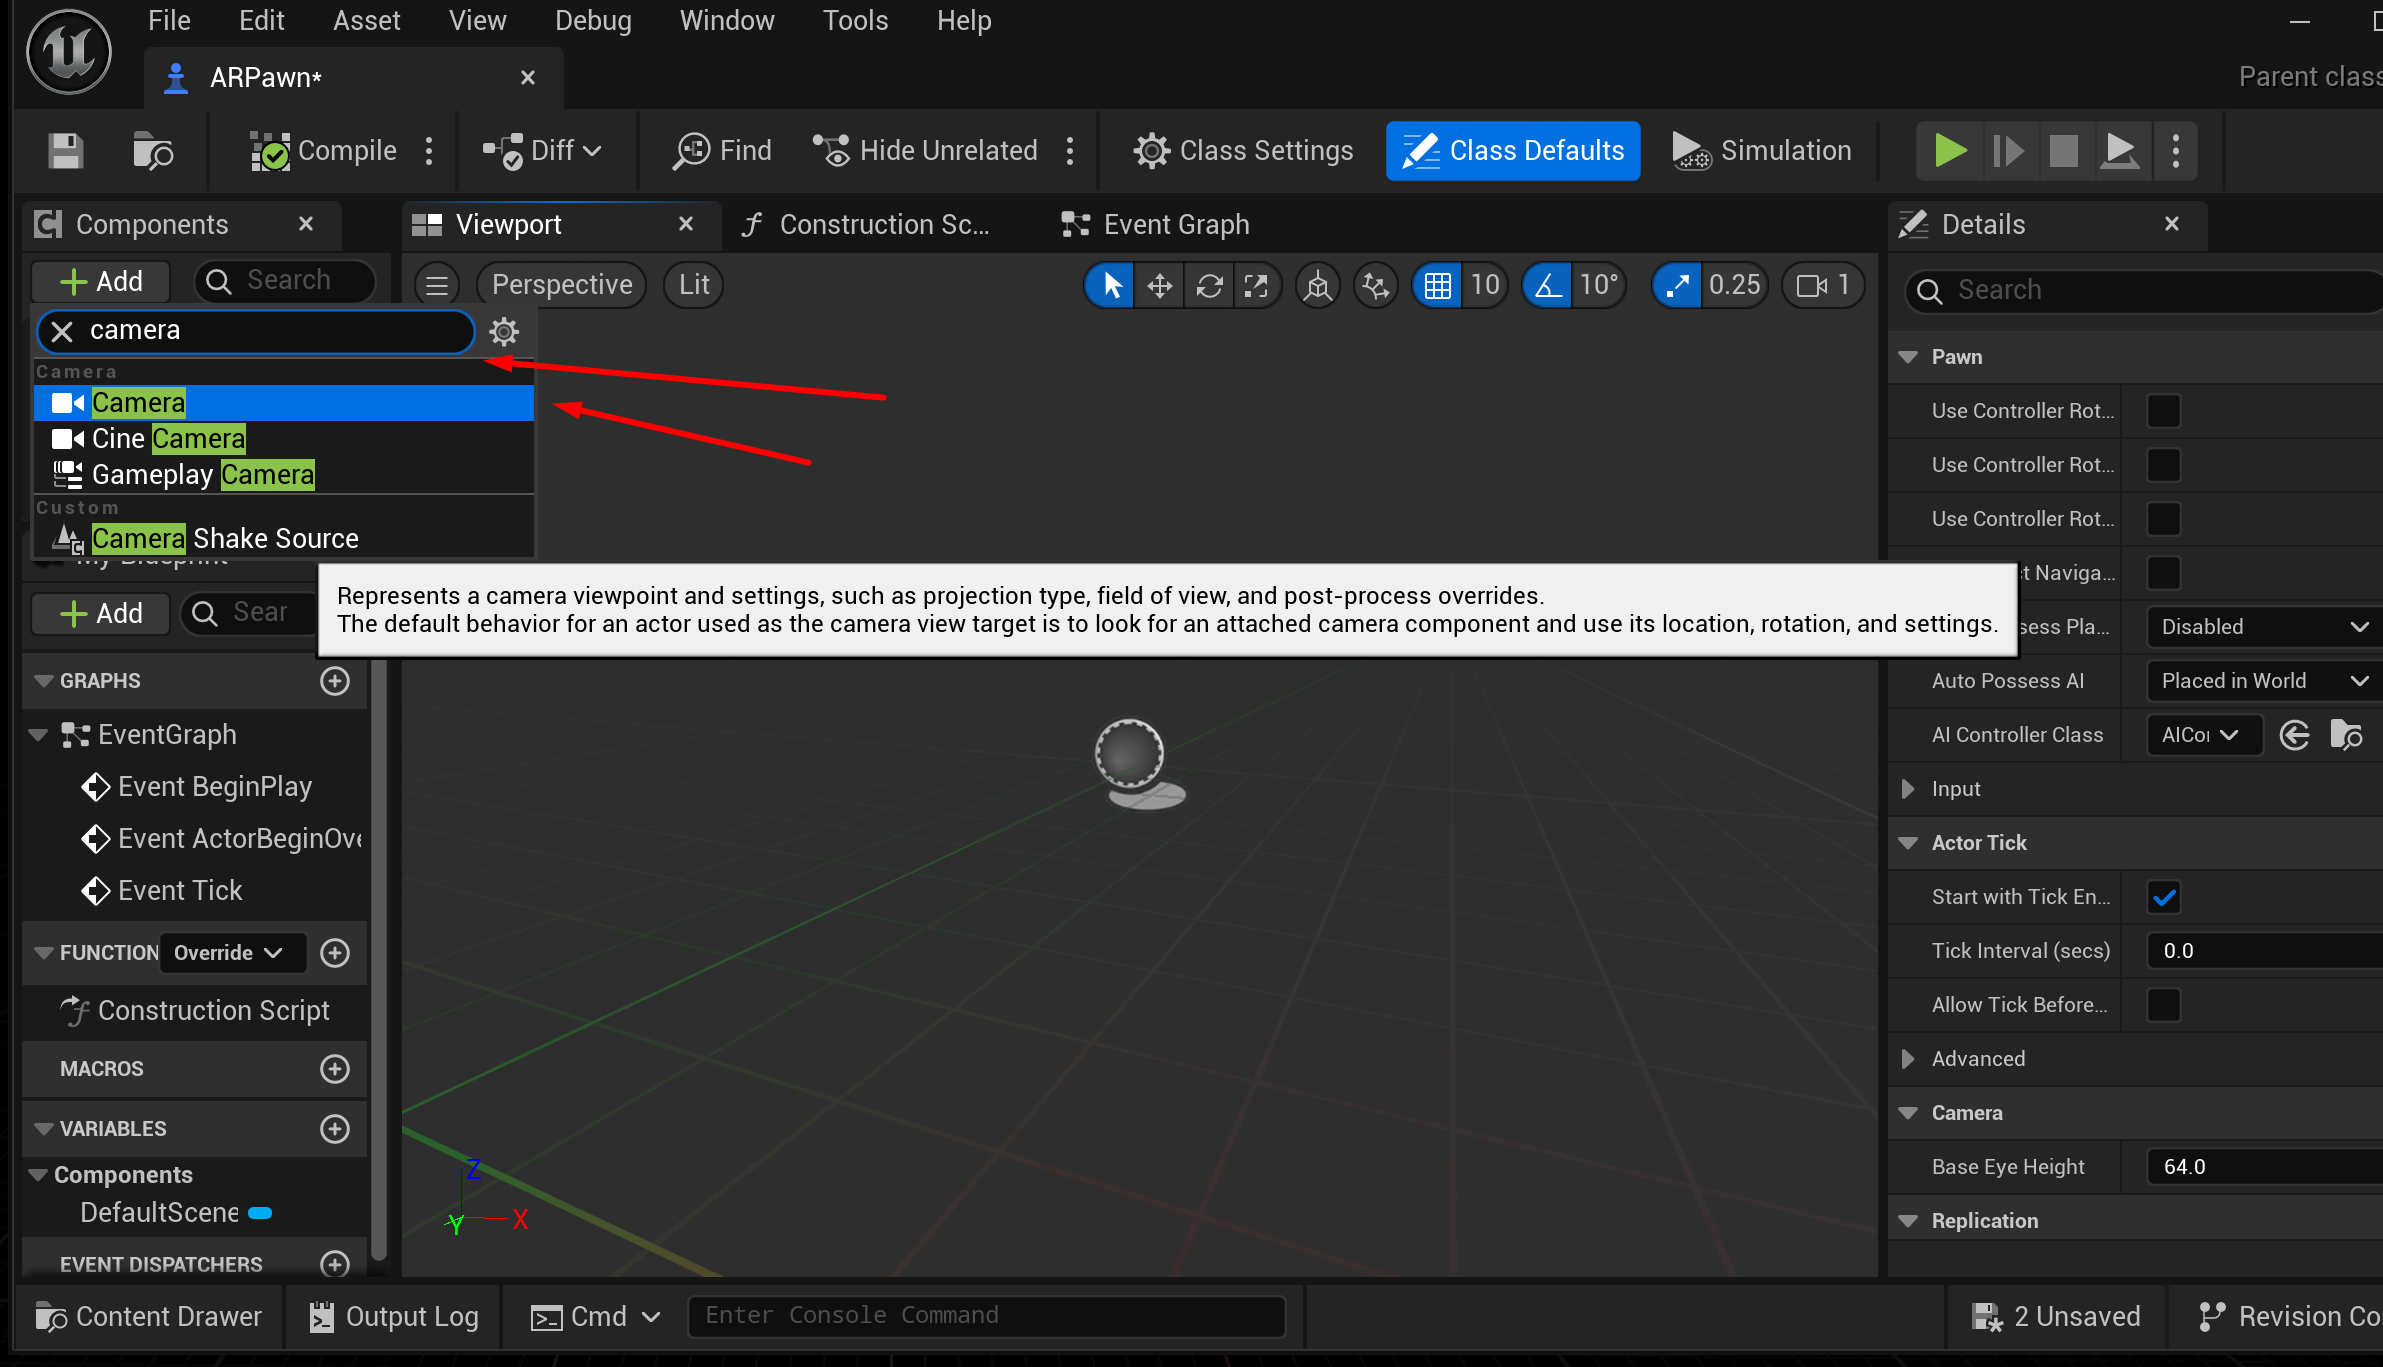 File Edit Asset View Debug Window Tools Help
ARPawn*
Parent class
Compile Diff Find Hide Unrelated Class Settings Class Defaults Simulation
Components Viewport Construction Sc... Event Graph Details
Add Search Perspective Lit 10 10° 0.25 1
Search
camera
Camera
Camera
Cine Camera
Gameplay Camera
Custom
Camera Shake Source
My Blueprint
Represents a camera viewpoint and settings, such as projection type, field of view, and post-process overrides.
The default behavior for an actor used as the camera view target is to look for an attached camera component and use its location, rotation, and settings.
Add Sear
GRAPHS
EventGraph
Event BeginPlay
Event ActorBeginOve
Event Tick
FUNCTION Override
Construction Script
MACROS
VARIABLES
Components
DefaultScene
EVENT DISPATCHERS
Z
Y X
Pawn
Use Controller Rot...
Use Controller Rot...
Use Controller Rot...
t Naviga...
sess Pla... Disabled
Auto Possess AI Placed in World
AI Controller Class AICo
Input
Actor Tick
Start with Tick En...
Tick Interval (secs) 0.0
Allow Tick Before...
Advanced
Camera
Base Eye Height 64.0
Replication
Content Drawer Output Log Cmd Enter Console Command 2 Unsaved Revision Co